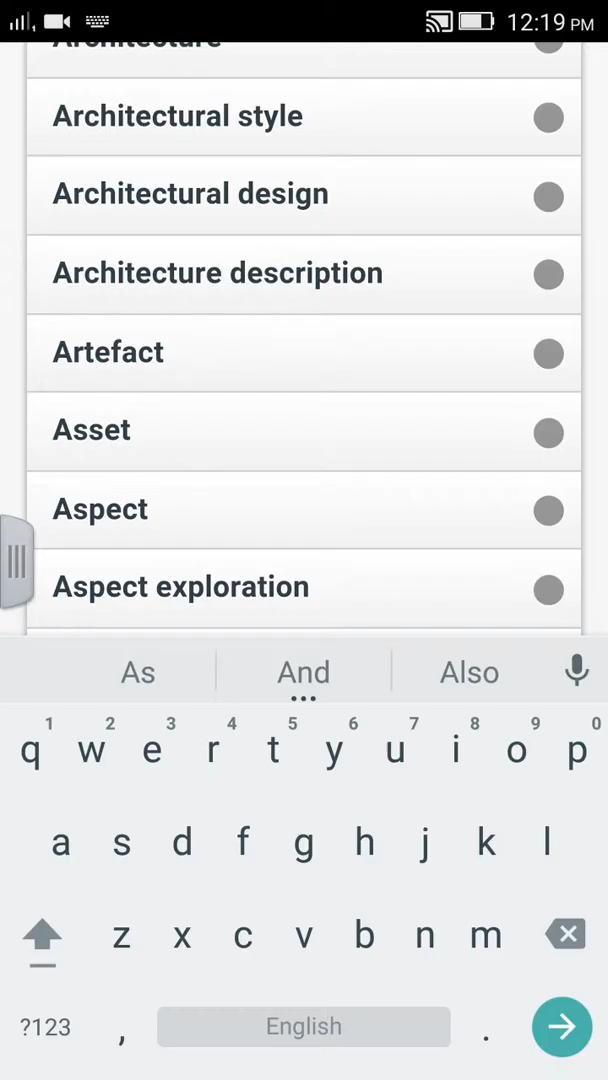 12:19 PM
Architecture
Architectural style
Architectural design
Architecture description
Artefact
Asset
Aspect
Aspect exploration
As And Also
1 2 3 4 5 6 7 8 9 0
q w e r t y u i o p
a s d f g h j k l
z x c v b n m
?123 , English .